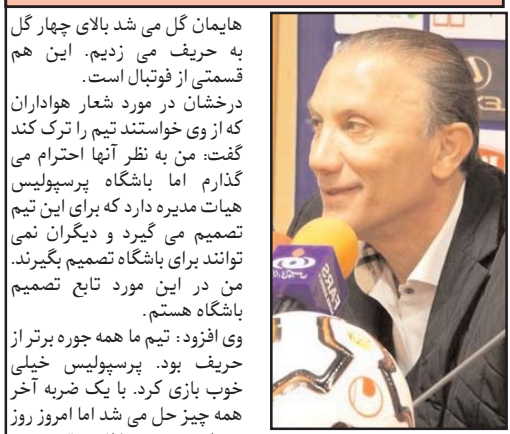 هایمان گل می شد بالای چهار گل
به حریف می زدیم. این هم
قسمتی از فوتبال است.
درخشان در مورد شعار هواداران
که از وی خواستند تیم را ترک کند
گفت: من به نظر آنها احترام می
گذارم اما باشگاه پرسپولیس
هیات مدیره دارد که برای این تیم
تصمیم می گیرد و دیگران نمی
توانند برای باشگاه تصمیم بگیرند.
من در این مورد تابع تصمیم
باشگاه هستم.
وی افزود: تیم ما همه جوره برتر از
حریف بود. پرسپولیس خیلی
خوب بازی کرد. با یک ضربه آخر
همه چیز حل می شد اما امروز روز
FARS